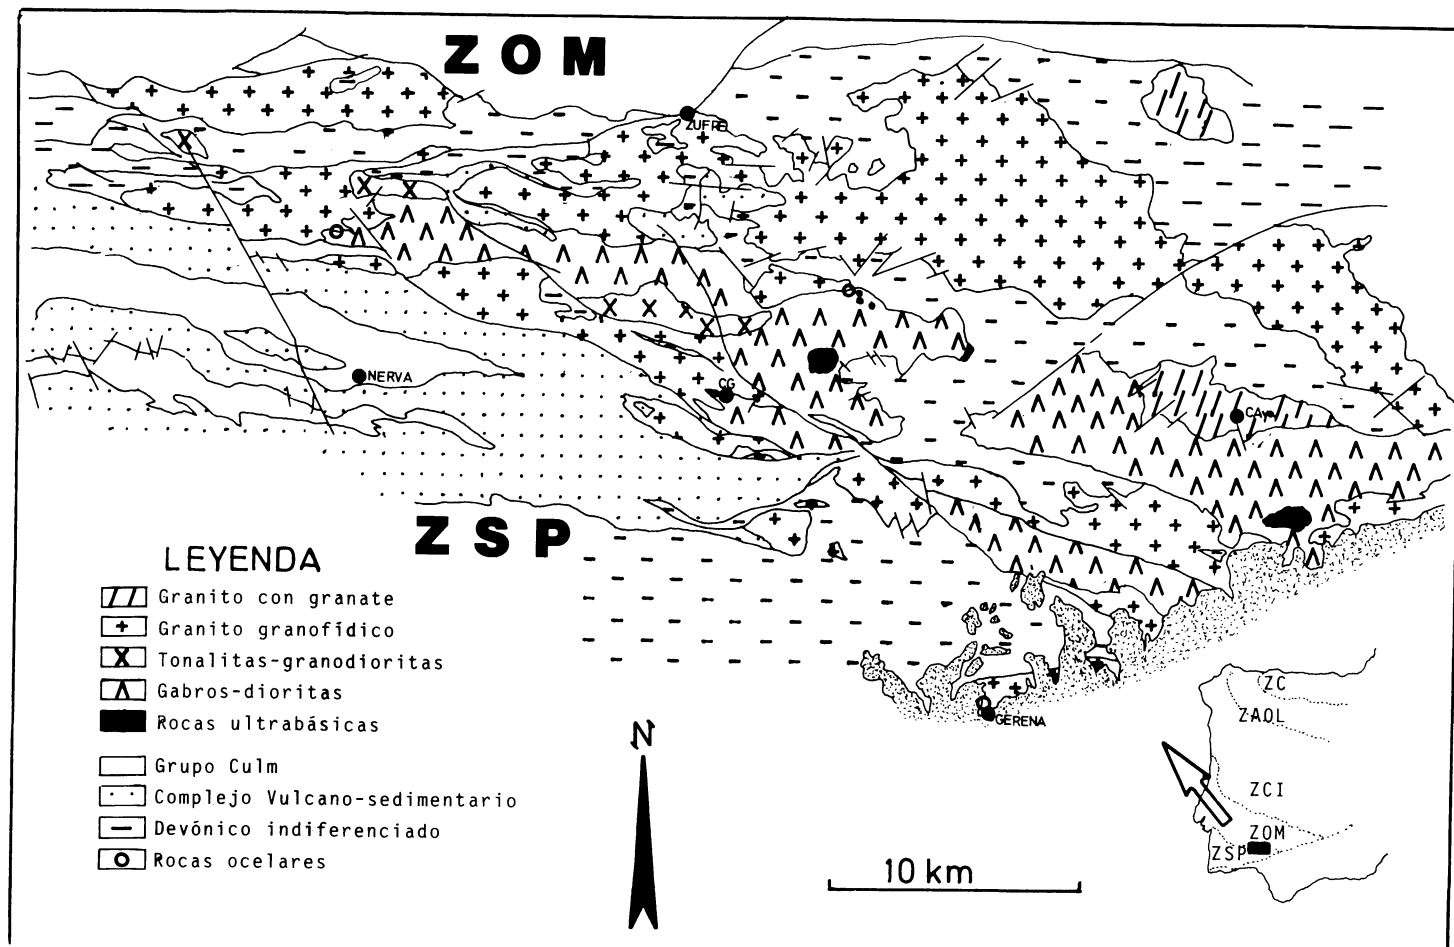 ZOM
ZUFRE
NERVA
CG
CAya
ZSP
LEYENDA
Granito con granate
Granito granofídico
Tonalitas-granodioritas
Gabros-dioritas
Rocas ultrabásicas
Grupo Culm
Complejo Vulcano-sedimentario
Devónico indiferenciado
Rocas ocelares
GERENA
N
10 km
ZC
ZAOL
ZCI
ZOM
ZSP